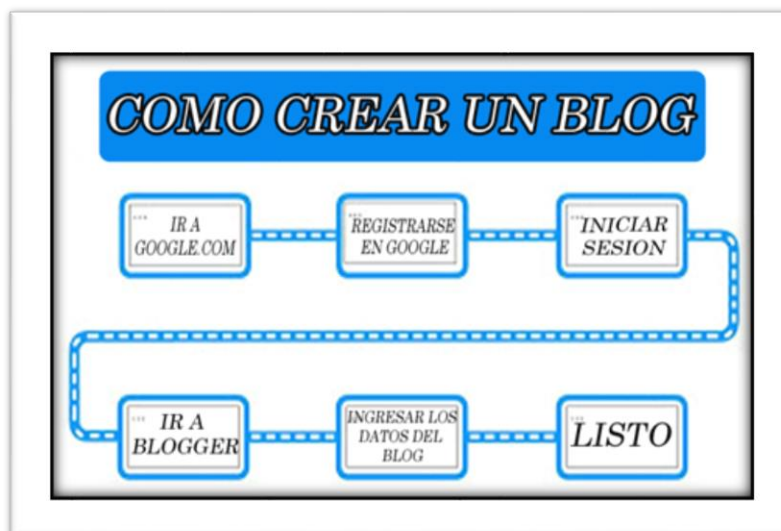 COMO CREAR UN BLOG
IR A
GOOGLE.COM
REGISTRARSE
EN GOOGLE
INICIAR
SESION
IR A
BLOGGER
INGRESAR LOS
DATOS DEL
BLOG
LISTO